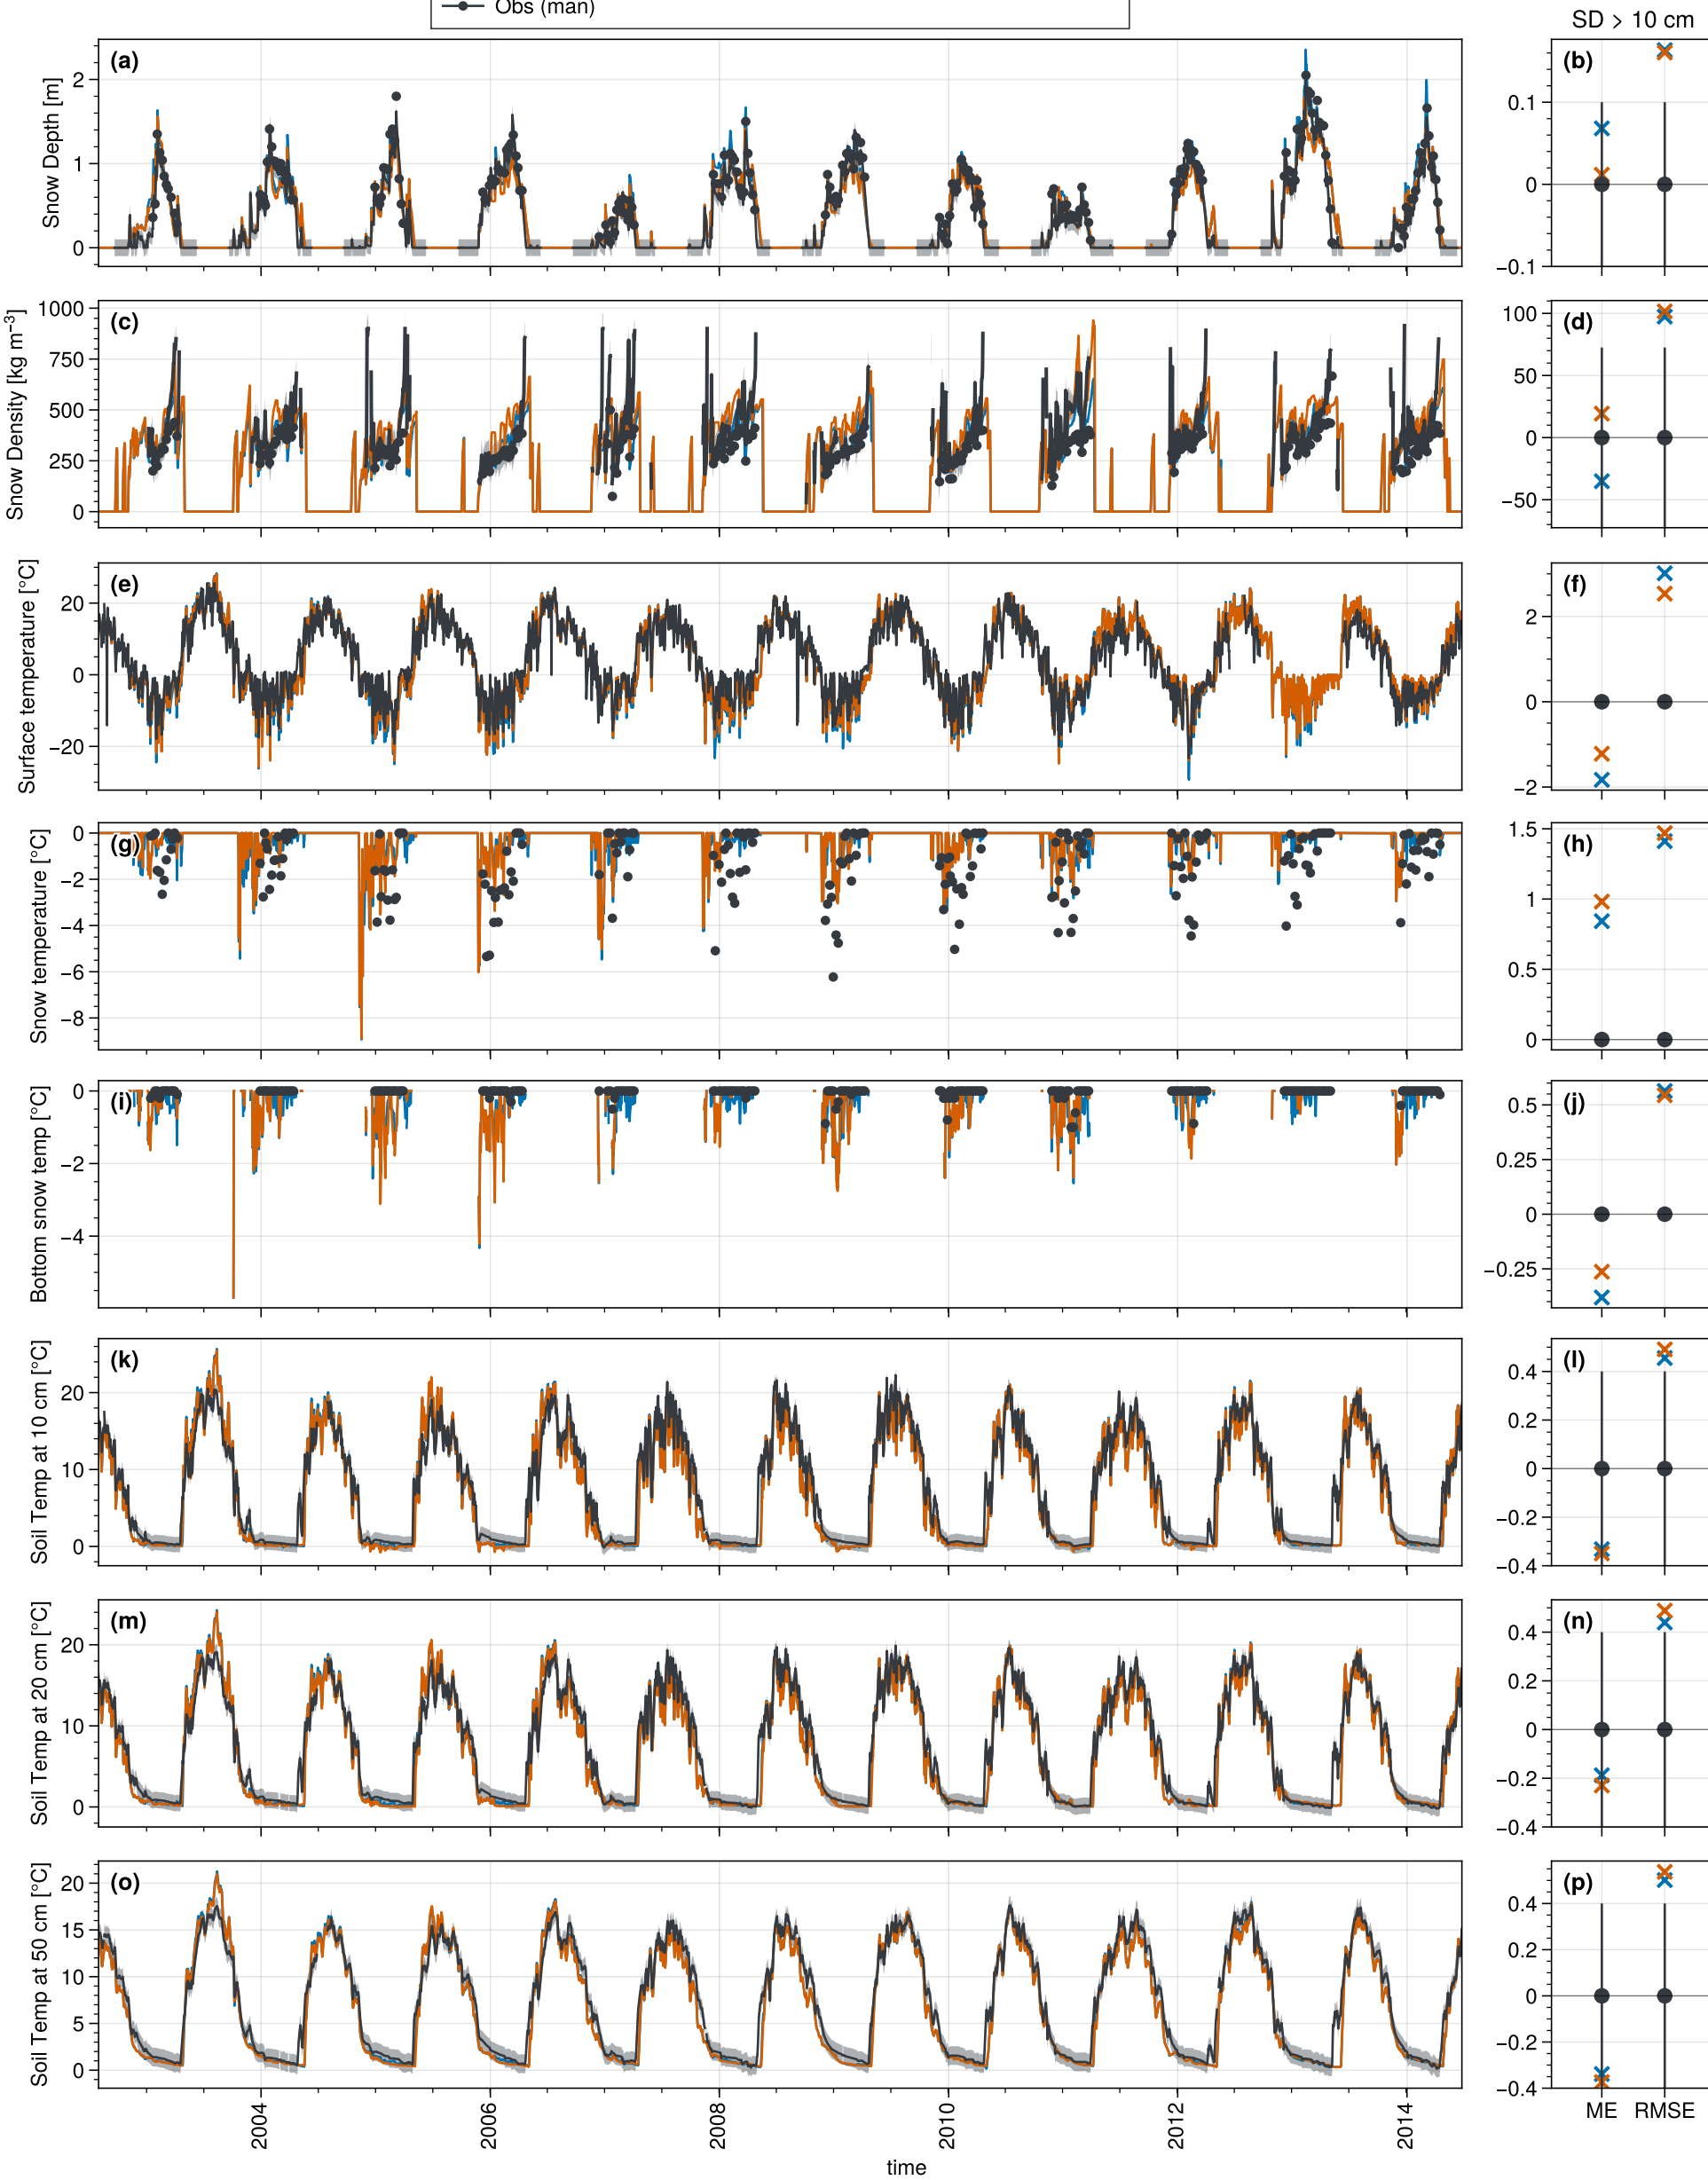 Obs (man)
SD > 10 cm
(a)
Snow Depth [m]
2
1
0
(b)
0.1
0
−0.1
(c)
Snow Density [kg m⁻³]
1000
750
500
250
0
(d)
100
50
0
−50
(e)
Surface temperature [°C]
20
0
−20
(f)
2
0
−2
(g)
Snow temperature [°C]
0
−2
−4
−6
−8
(h)
1.5
1
0.5
0
(i)
Bottom snow temp [°C]
0
−2
−4
(j)
0.5
0.25
0
−0.25
(k)
Soil Temp at 10 cm [°C]
20
10
0
(l)
0.4
0.2
0
−0.2
−0.4
(m)
Soil Temp at 20 cm [°C]
20
10
0
(n)
0.4
0.2
0
−0.2
−0.4
(o)
Soil Temp at 50 cm [°C]
20
15
10
5
0
(p)
0.4
0.2
0
−0.2
−0.4
2004 2006 2008 2010 2012 2014
time
ME RMSE